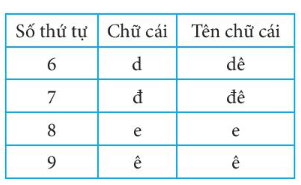 Số thứ tự Chữ cái Tên chữ cái
6 d dê
7 đ đê
8 e e
9 ê ê